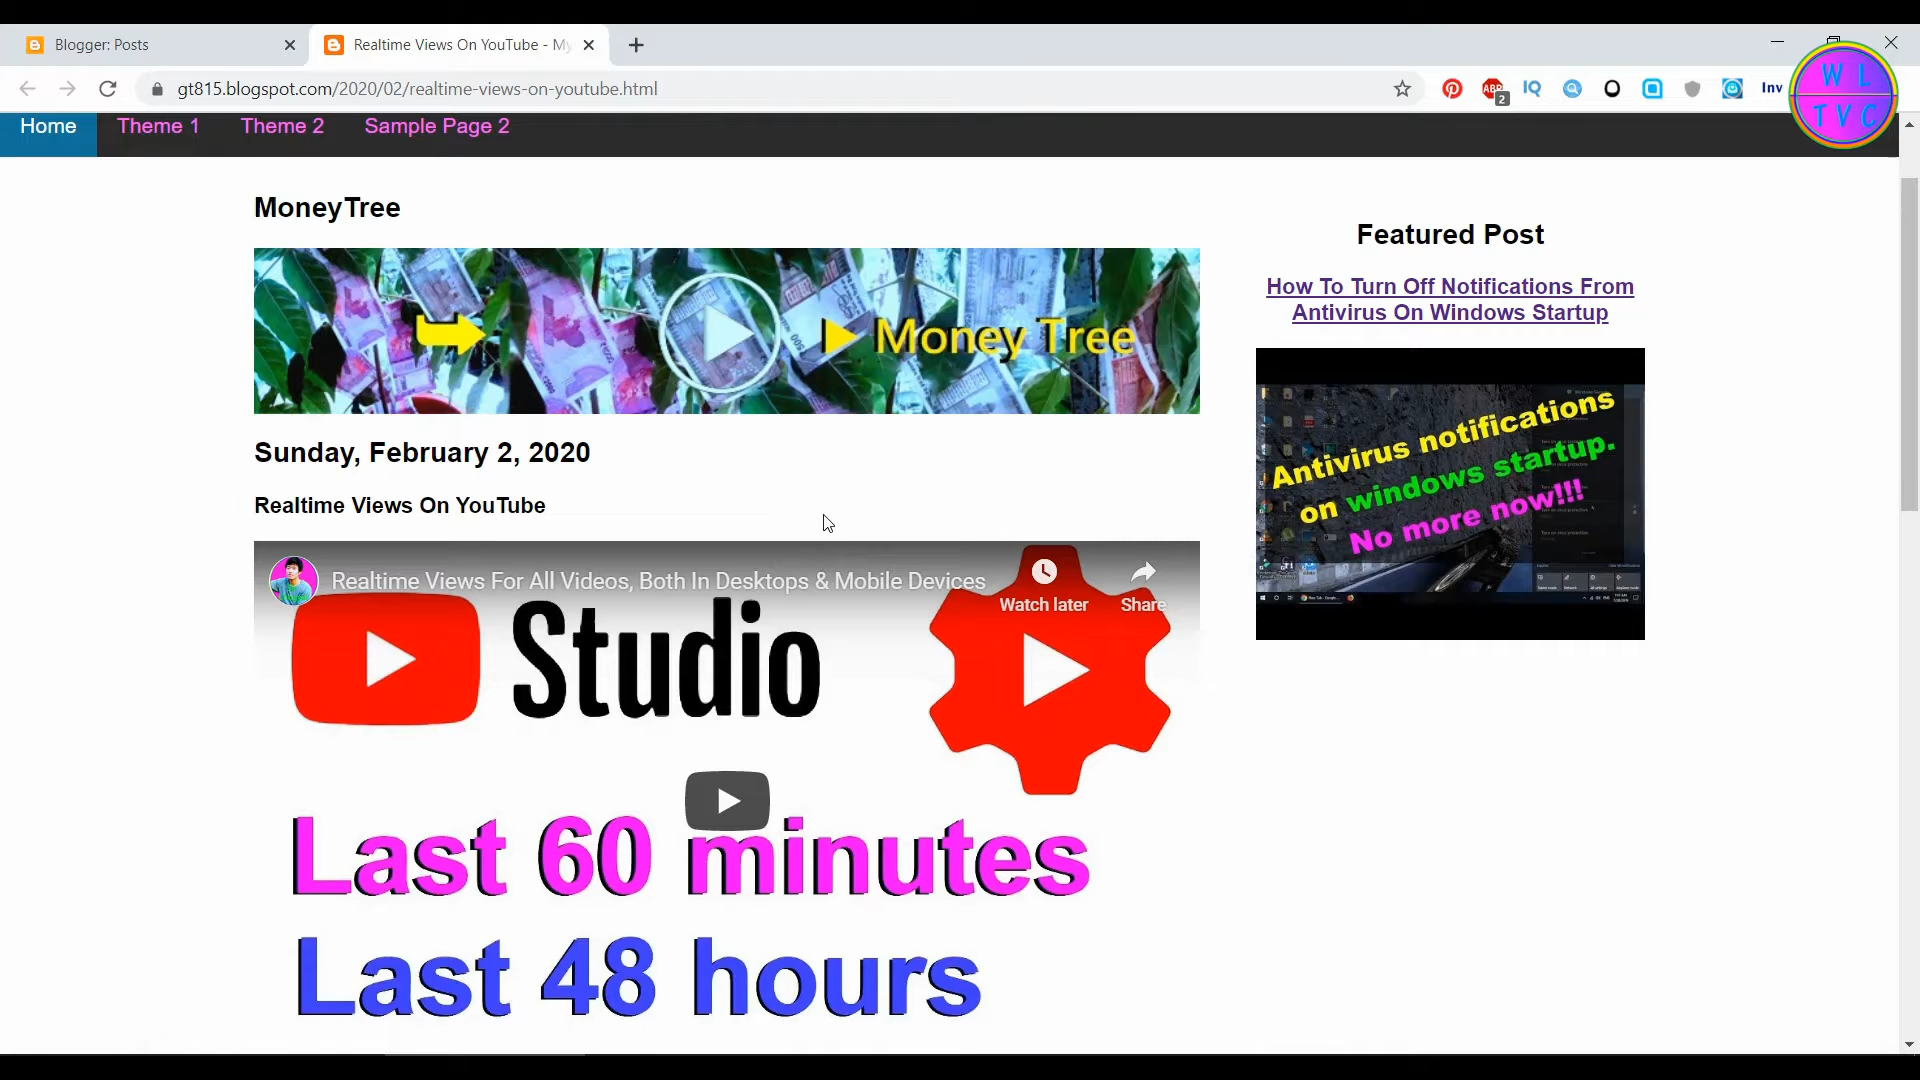 Blogger: Posts
Realtime Views On YouTube - My
gt815.blogspot.com/2020/02/realtime-views-on-youtube.html
ABP
2
IQ
Inv
W L
T V C
Home
Theme 1
Theme 2
Sample Page 2
MoneyTree
Money Tree
Sunday, February 2, 2020
Realtime Views On YouTube
Realtime Views For All Videos, Both In Desktops & Mobile Devices
Watch later
Share
Studio
Last 60 minutes
Last 48 hours
Featured Post
How To Turn Off Notifications From
Antivirus On Windows Startup
Antivirus notifications
on windows startup.
No more now!!!